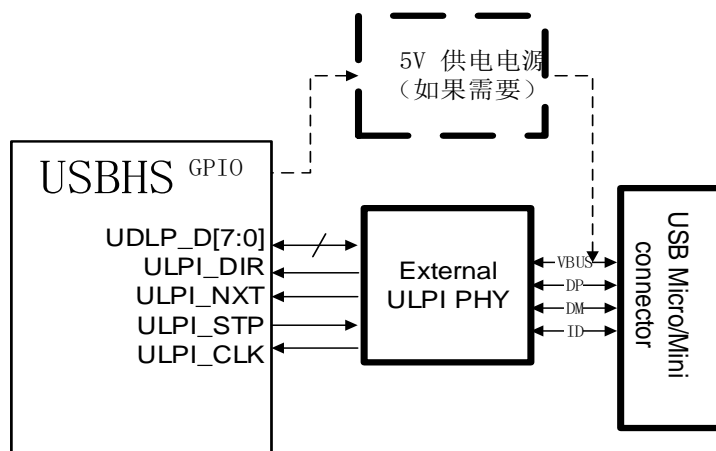 5V 供电电源
（如果需要）
USBHS GPIO
UDLP_D[7:0]
ULPI_DIR
ULPI_NXT
ULPI_STP
ULPI_CLK
External
ULPI PHY
VBUS
DP
DM
ID
USB Micro/Mini
connector